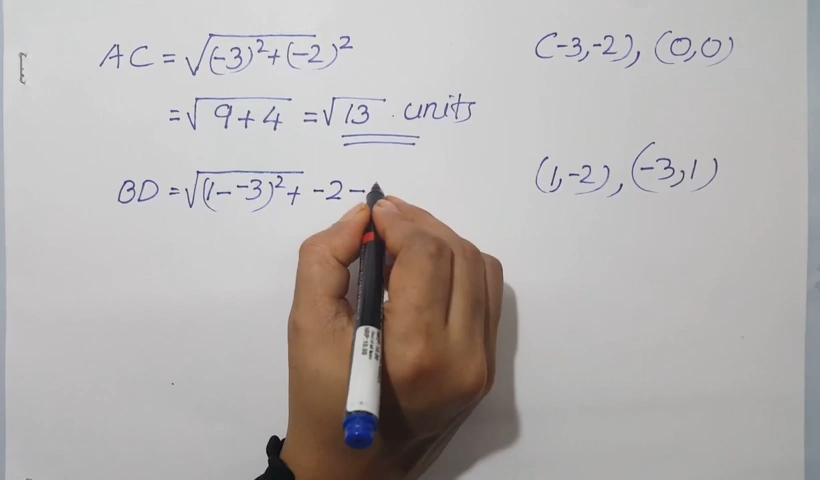 AC = √(-3)²+(-2)² (-3,-2), (0,0)
= √9+4 = √13 . units
BD = √(1--3)²+ -2- (1,-2), (-3,1)